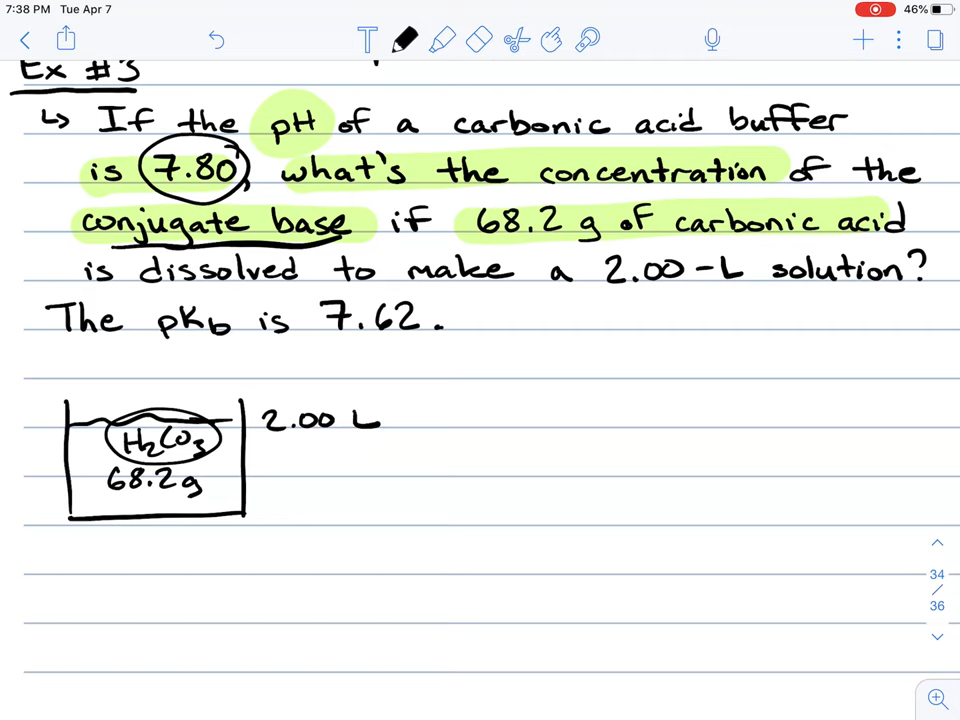 7:38 PM Tue Apr 7 46%
Ex #3
↳ If the pH of a carbonic acid buffer
is 7.80, what's the concentration of the
conjugate base if 68.2 g of carbonic acid
is dissolved to make a 2.00-L solution?
The pKb is 7.62.
2.00 L
H2CO3
68.2g
34
/
36